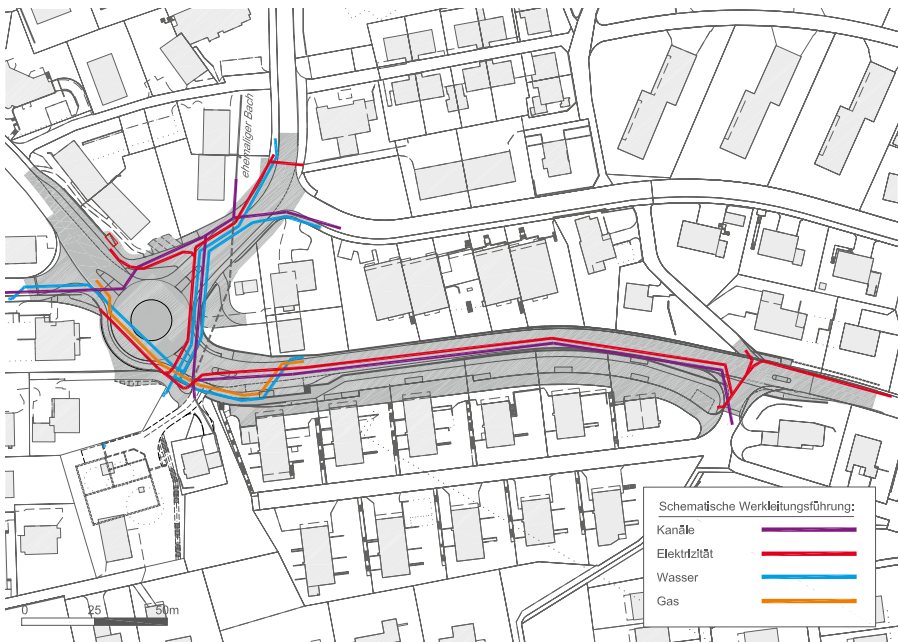 ehemaliger Bach
Schematische Werkleitungsführung:
Kanäle
Elektrizität
Wasser
Gas
0 25 50m